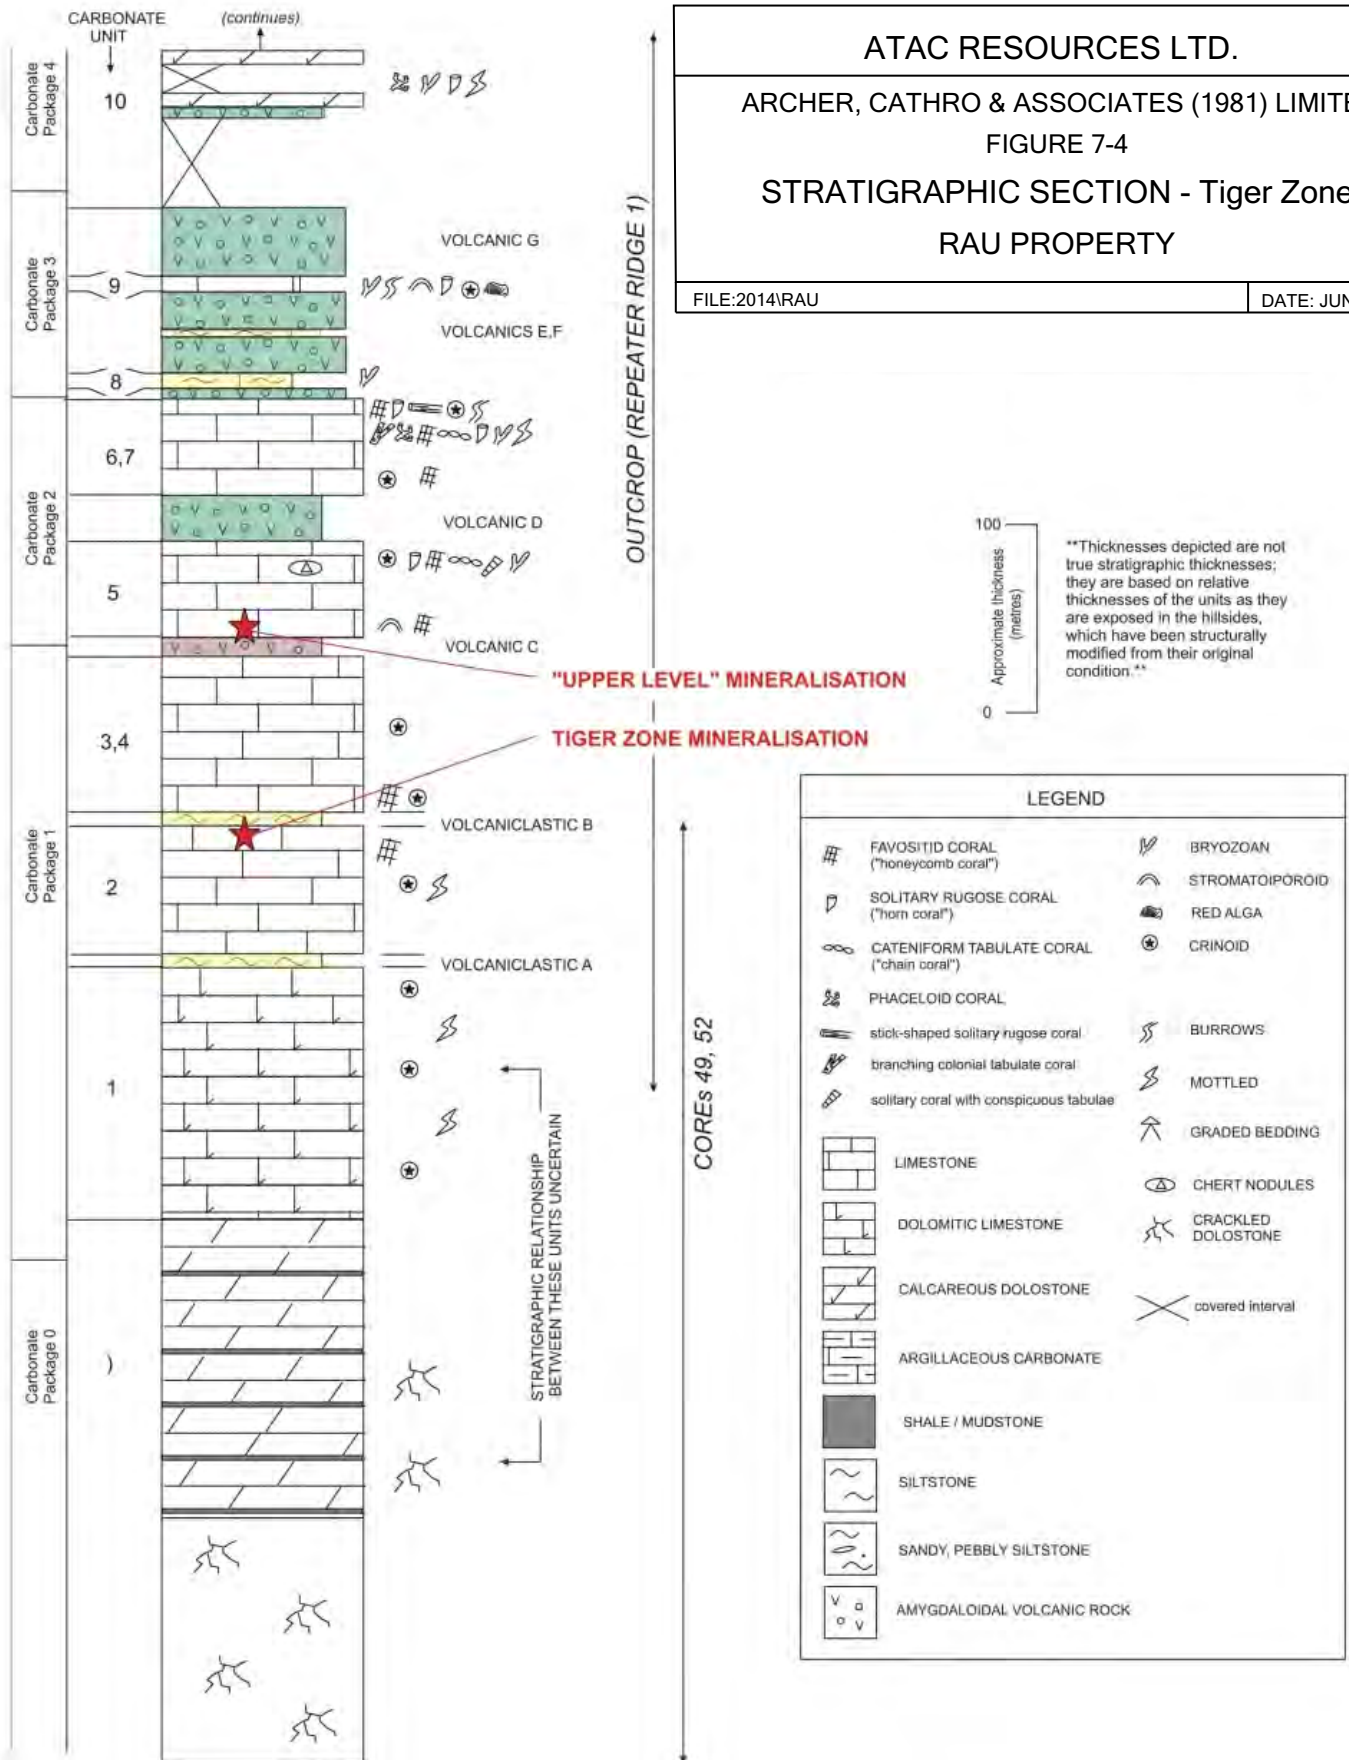 CARBONATE
UNIT
(continues)
Carbonate
Package 4
10
Carbonate
Package 3
9
8
Carbonate
Package 2
6,7
5
Carbonate
Package 1
3,4
2
1
Carbonate
Package 0
)
VOLCANIC G
VOLCANICS E,F
VOLCANIC D
VOLCANIC C
"UPPER LEVEL" MINERALISATION
TIGER ZONE MINERALISATION
VOLCANICLASTIC B
VOLCANICLASTIC A
OUTCROP (REPEATER RIDGE 1)
COREs 49, 52
STRATIGRAPHIC RELATIONSHIP
BETWEEN THESE UNITS UNCERTAIN
ATAC RESOURCES LTD.
ARCHER, CATHRO & ASSOCIATES (1981) LIMITE
FIGURE 7-4
STRATIGRAPHIC SECTION - Tiger Zone
RAU PROPERTY
FILE:2014\RAU
DATE: JUN
100
Approximate thickness
(metres)
0
**Thicknesses depicted are not
true stratigraphic thicknesses;
they are based on relative
thicknesses of the units as they
are exposed in the hillsides,
which have been structurally
modified from their original
condition.**
LEGEND
FAVOSITID CORAL
("honeycomb coral")
SOLITARY RUGOSE CORAL
("horn coral")
CATENIFORM TABULATE CORAL
("chain coral")
PHACELOID CORAL
stick-shaped solitary rugose coral
branching colonial tabulate coral
solitary coral with conspicuous tabulae
LIMESTONE
DOLOMITIC LIMESTONE
CALCAREOUS DOLOSTONE
ARGILLACEOUS CARBONATE
SHALE / MUDSTONE
SILTSTONE
SANDY, PEBBLY SILTSTONE
AMYGDALOIDAL VOLCANIC ROCK
BRYOZOAN
STROMATOIPOROID
RED ALGA
CRINOID
BURROWS
MOTTLED
GRADED BEDDING
CHERT NODULES
CRACKLED
DOLOSTONE
covered interval